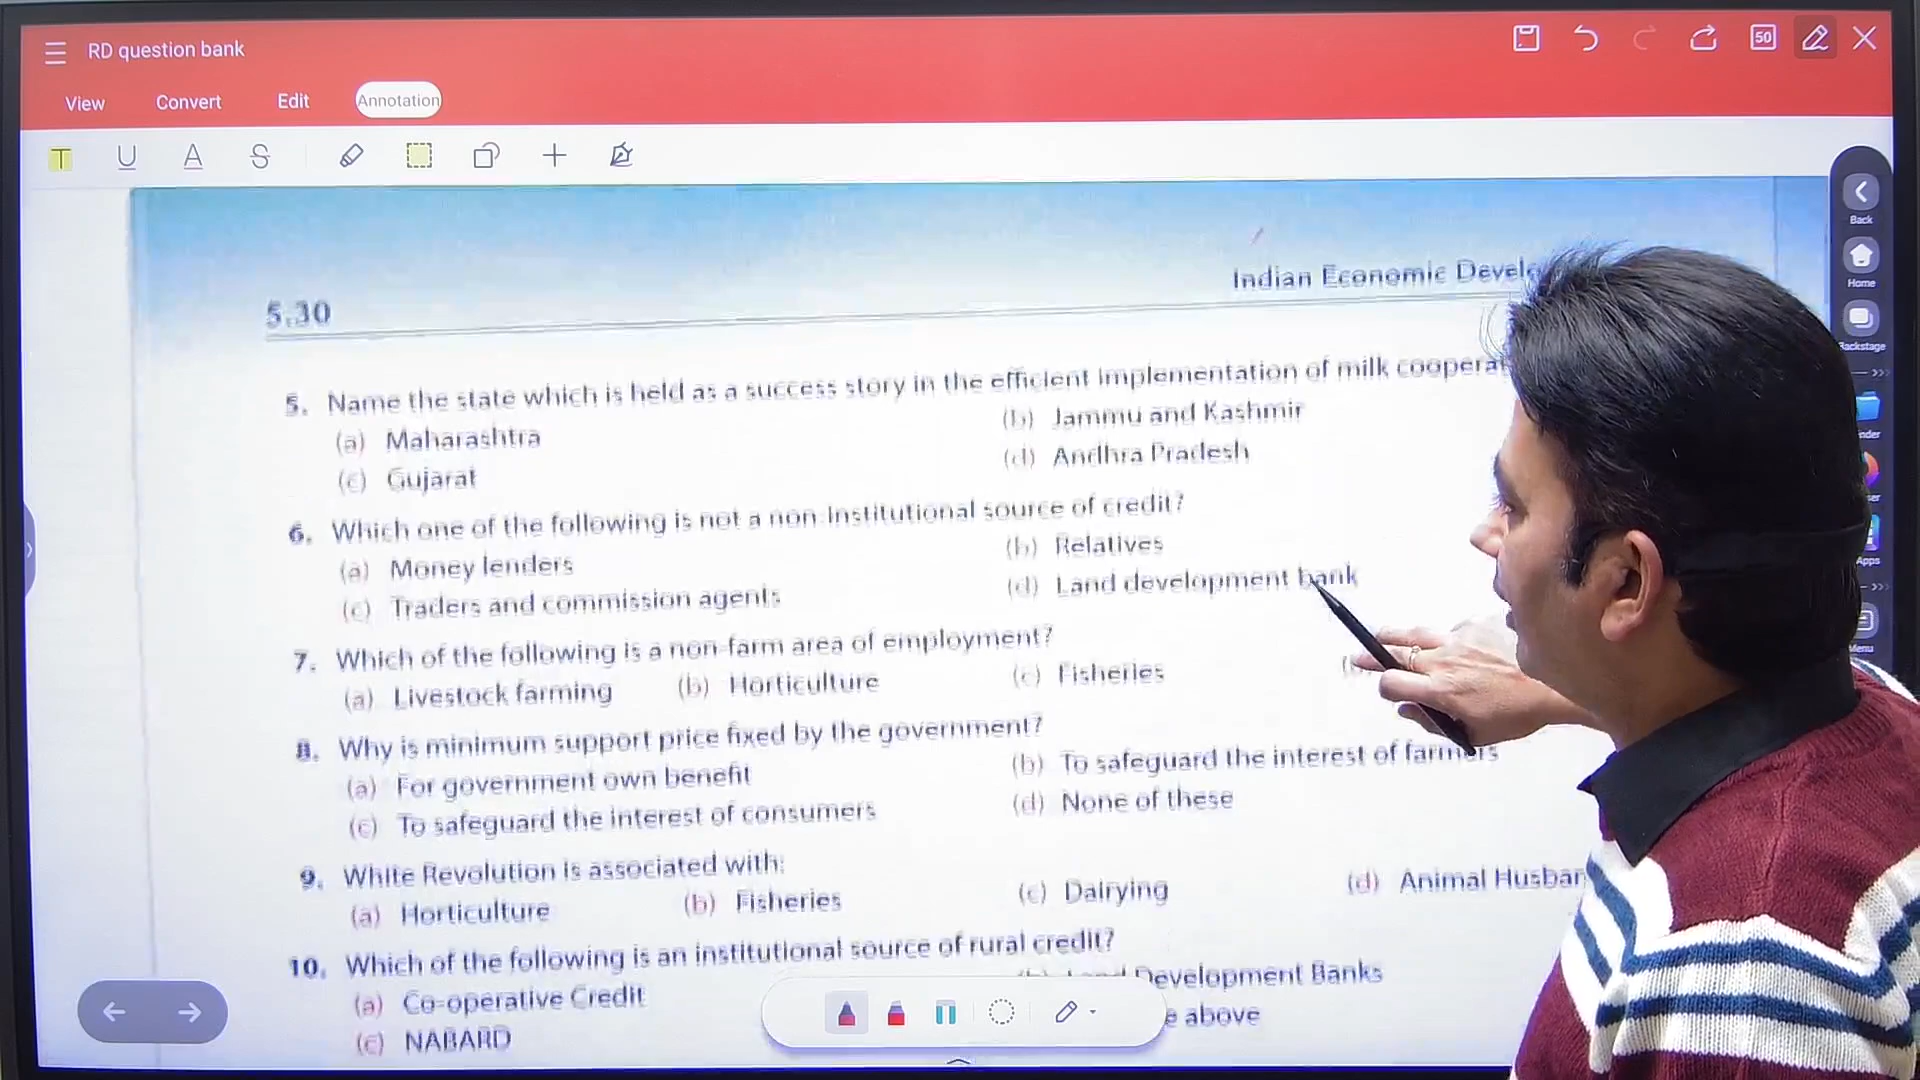 RD question bank
50
View Convert Edit Annotation
T U A S
Back
Home
Backstage
Indian Economic
5.30
5. Name the state which is held as a success story in the efficient implementation of milk
(a) Maharashtra (b) Jammu and Kashmir
(c) Gujarat (d) Andhra Pradesh
6. Which one of the following is not a non-institutional source of credit?
(a) Money lenders (b) Relatives
(c) Traders and commission agents (d) Land development bank
7. Which of the following is a non-farm area of employment?
(a) Livestock farming (b) Horticulture (c) Fisheries
8. Why is minimum support price fixed by the government?
(a) For government own benefit (b) To safeguard the interest of farmers
(c) To safeguard the interest of consumers (d) None of these
9. White Revolution is associated with:
(a) Horticulture (b) Fisheries (c) Dairying (d) Animal
10. Which of the following is an institutional source of rural credit?
(a) Co-operative Credit Development Banks
(c) NABARD above
Apps
Menu